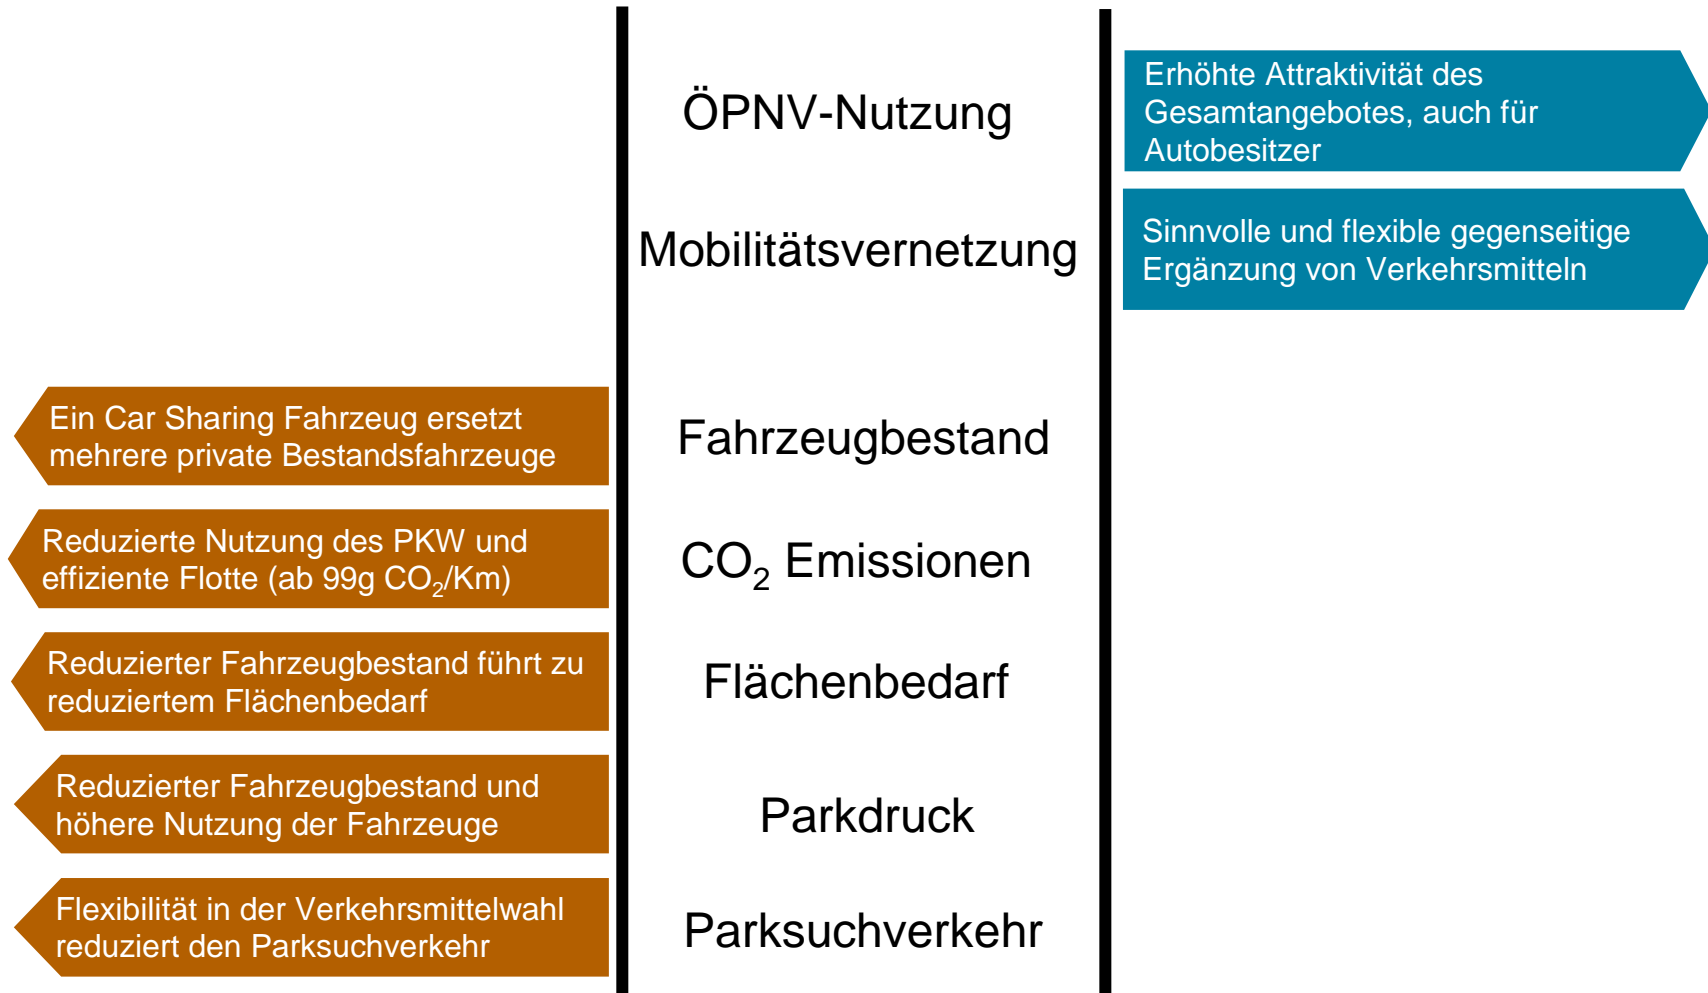 ÖPNV-Nutzung
Erhöhte Attraktivität des
Gesamtangebotes, auch für
Autobesitzer
Mobilitätsvernetzung
Sinnvolle und flexible gegenseitige
Ergänzung von Verkehrsmitteln
Ein Car Sharing Fahrzeug ersetzt
mehrere private Bestandsfahrzeuge
Fahrzeugbestand
Reduzierte Nutzung des PKW und
effiziente Flotte (ab 99g CO₂/Km)
CO₂ Emissionen
Reduzierter Fahrzeugbestand führt zu
reduziertem Flächenbedarf
Flächenbedarf
Reduzierter Fahrzeugbestand und
höhere Nutzung der Fahrzeuge
Parkdruck
Flexibilität in der Verkehrsmittelwahl
reduziert den Parksuchverkehr
Parksuchverkehr